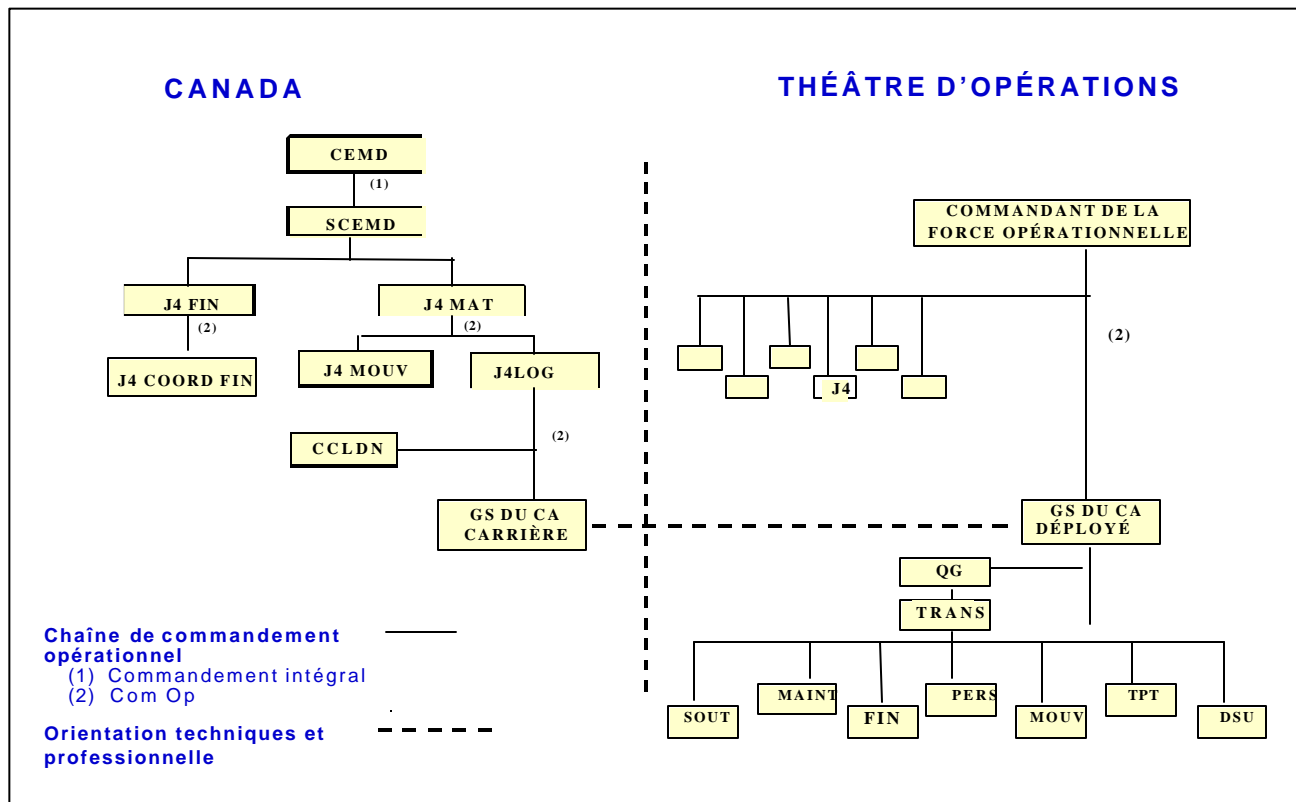 CANADA
THÉÂTRE D'OPÉRATIONS
CEMD
(1)
SCEMD
COMMANDANT DE LA
FORCE OPÉRATIONNELLE
J4 FIN
J4 MAT
(2)
(2)
(2)
J4 COORD FIN
J4 MOUV
J4LOG
J4
(2)
CCLDN
GS DU CA
CARRIÈRE
GS DU CA
DÉPLOYÉ
QG
TRANS
SOUT
MAINT
FIN
PERS
MOUV
TPT
DSU
Chaîne de commandement
opérationnel
(1) Commandement intégral
(2) Com Op
Orientation techniques et
professionnelle